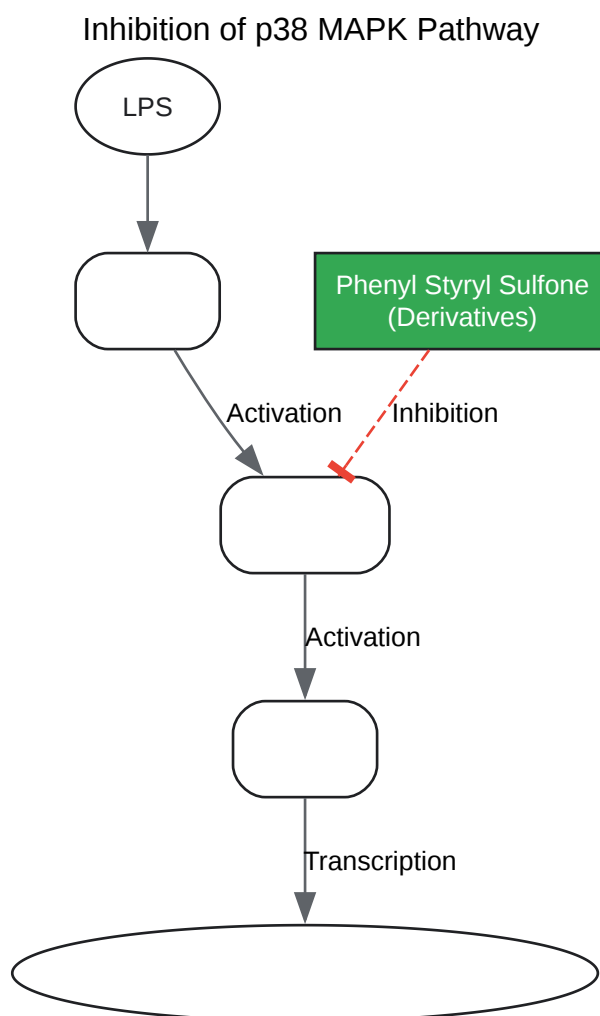 Inhibition of p38 MAPK Pathway
LPS
Phenyl Styryl Sulfone
(Derivatives)
Activation
Inhibition
Activation
Transcription